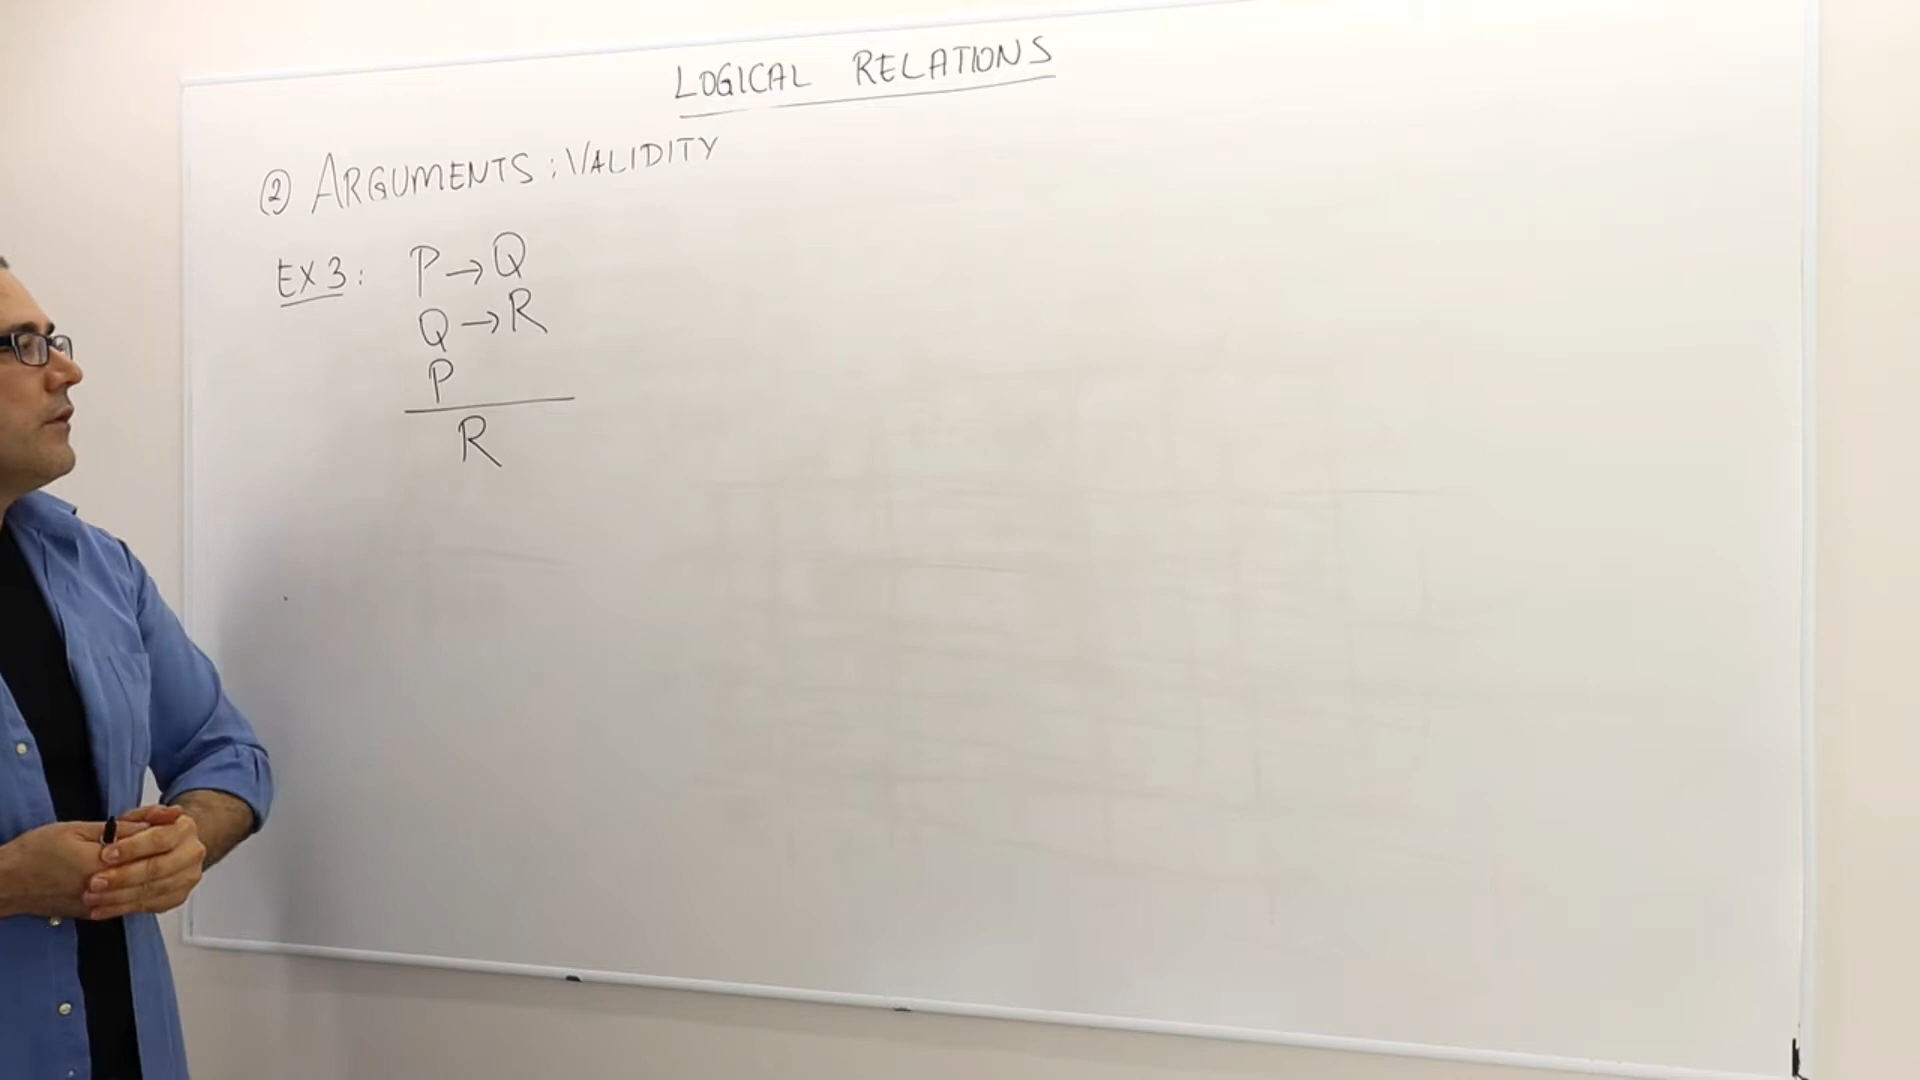 LOGICAL RELATIONS
② ARGUMENTS : VALIDITY
EX 3 : P → Q
Q → R
P
R